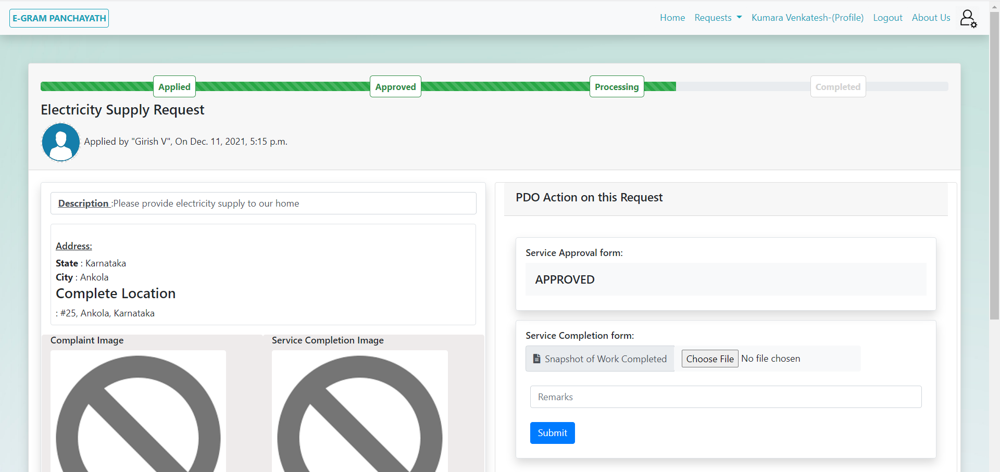 E-GRAM PANCHAYATH
Home Requests Kumara Venkatesh-(Profile) Logout About Us
Applied Approved Processing Completed
Electricity Supply Request
Applied by "Girish V", On Dec. 11, 2021, 5:15 p.m.
Description :Please provide electricity supply to our home
Address:
State : Karnataka
City : Ankola
Complete Location
: #25, Ankola, Karnataka
Complaint Image
Service Completion Image
PDO Action on this Request
Service Approval form:
APPROVED
Service Completion form:
Snapshot of Work Completed Choose File No file chosen
Remarks
Submit